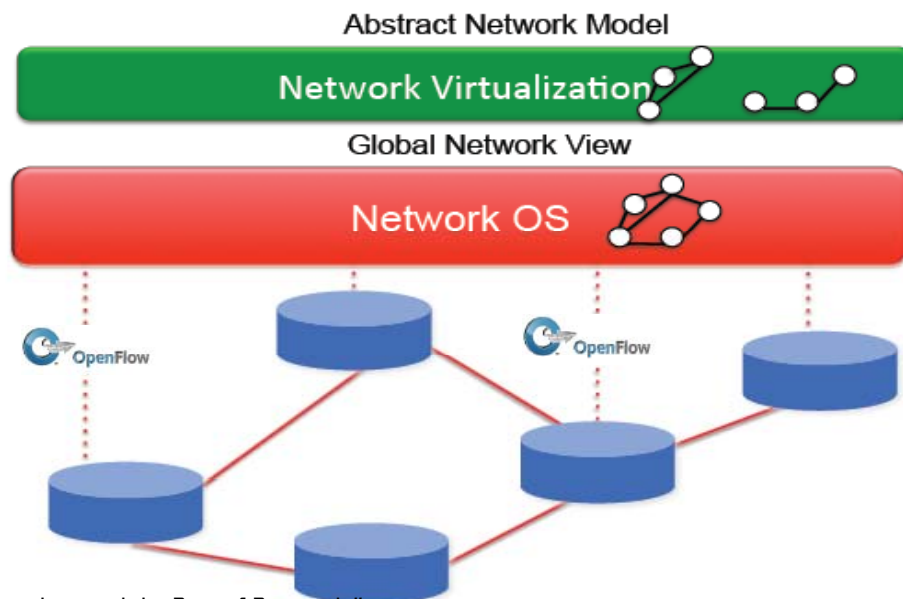 Abstract Network Model
Network Virtualization
Global Network View
Network OS
OpenFlow
OpenFlow